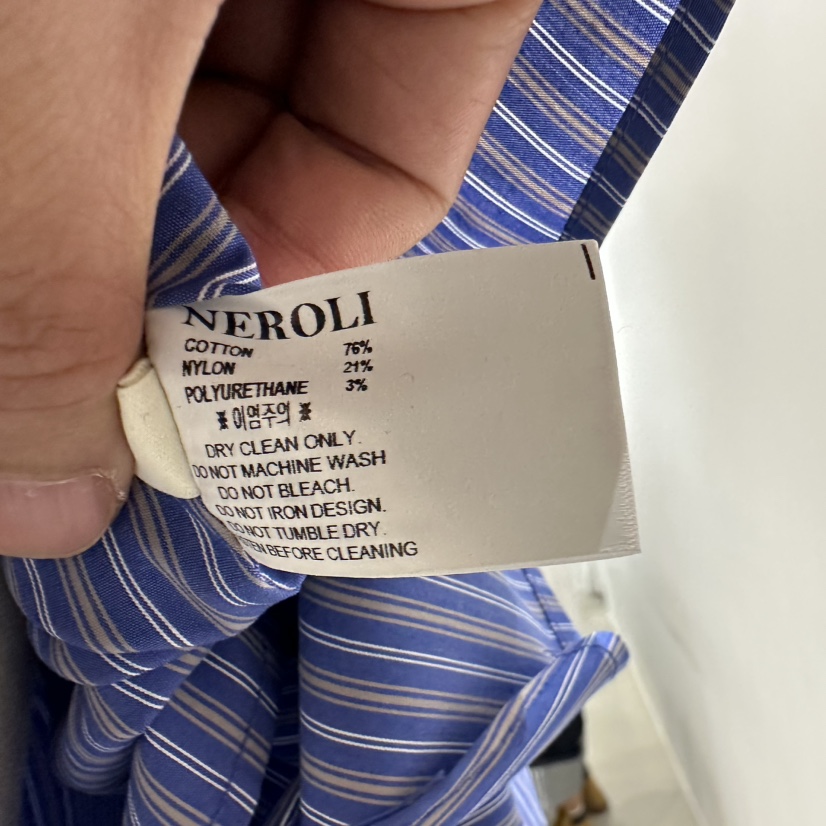 NEROLI
COTTON 76%
NYLON 21%
POLYURETHANE 3%
※이염주의※
DRY CLEAN ONLY.
DO NOT MACHINE WASH
DO NOT BLEACH.
DO NOT IRON DESIGN.
DO NOT TUMBLE DRY.
BEFORE CLEANING